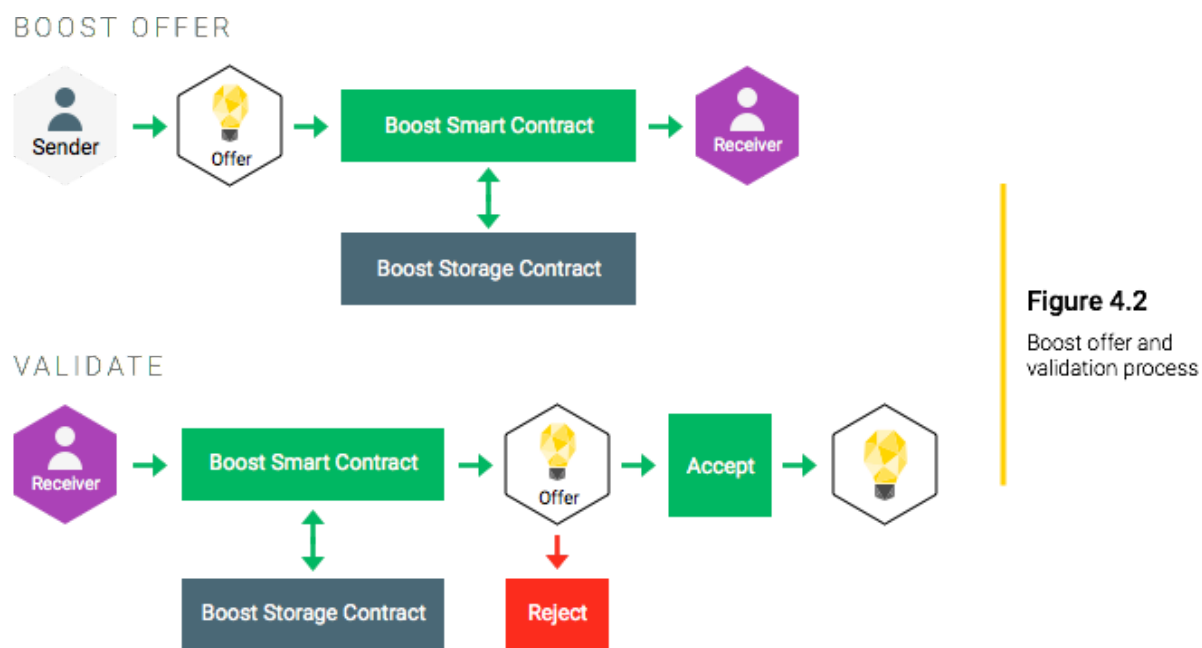 BOOST OFFER
Sender
Offer
Boost Smart Contract
Receiver
Boost Storage Contract
Figure 4.2
Boost offer and
validation process
VALIDATE
Receiver
Boost Smart Contract
Offer
Accept
Boost Storage Contract
Reject